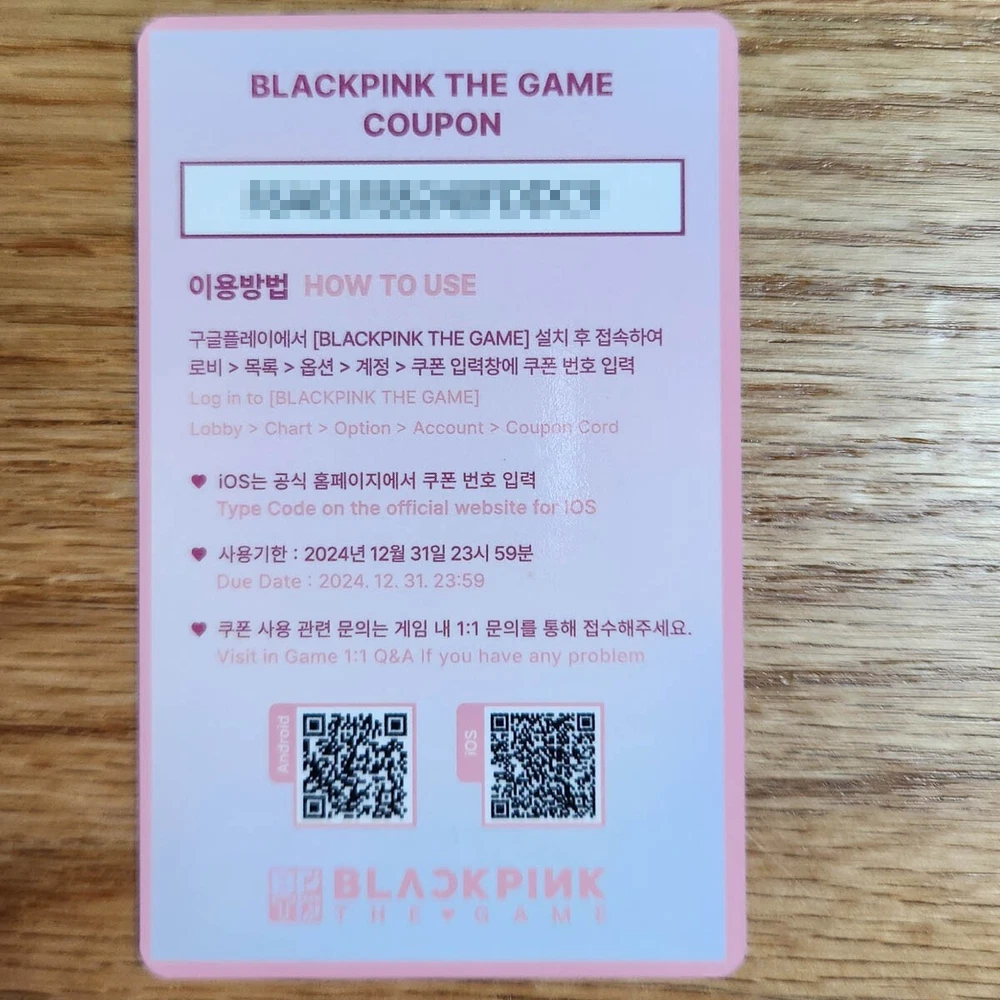 BLACKPINK THE GAME
COUPON
이용방법 HOW TO USE
구글플레이에서 [BLACKPINK THE GAME] 설치 후 접속하여
로비 > 목록 > 옵션 > 계정 > 쿠폰 입력창에 쿠폰 번호 입력
Log in to [BLACKPINK THE GAME]
Lobby > Chart > Option > Account > Coupon Cord
♥ iOS는 공식 홈페이지에서 쿠폰 번호 입력
Type Code on the official website for IOS
♥ 사용기한 : 2024년 12월 31일 23시 59분
Due Date : 2024. 12. 31. 23:59
♥ 쿠폰 사용 관련 문의는 게임 내 1:1 문의를 통해 접수해주세요.
Visit in Game 1:1 Q&A If you have any problem
Android
iOS
BLACKPINK
THE♥GAME